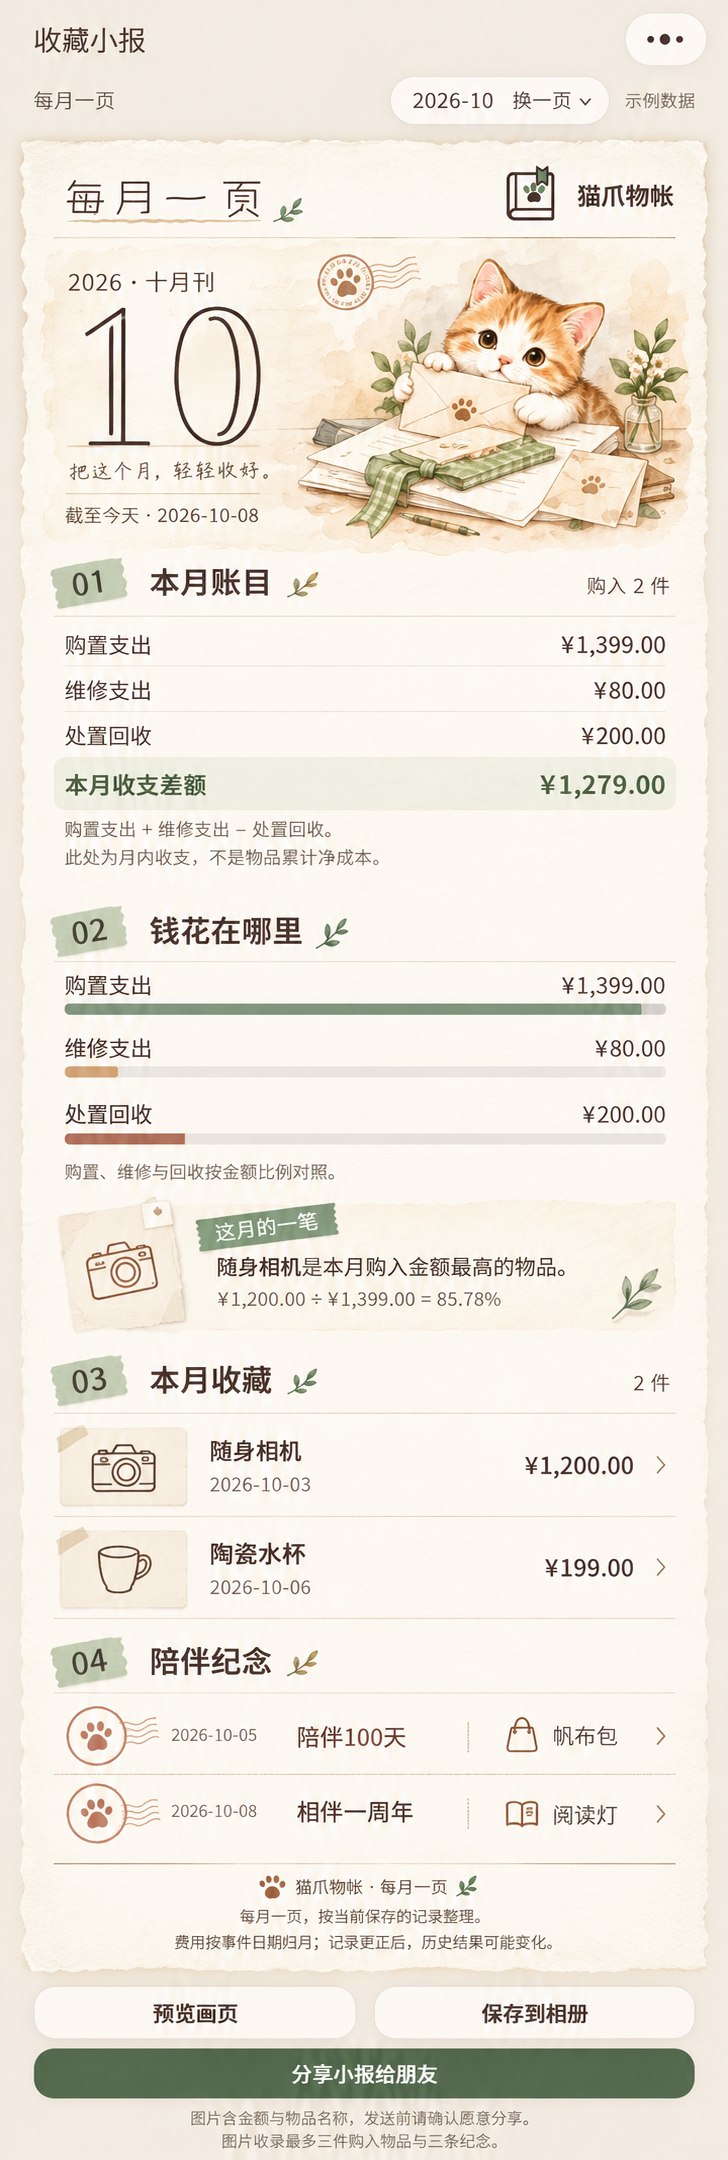 收藏小报
每月一页
2026-10 换一页
示例数据
每月一页
猫爪物帐
2026·十月刊
10
把这个月，轻轻收好。
截至今天·2026-10-08
01 本月账目 购入 2 件
购置支出 ¥1,399.00
维修支出 ¥80.00
处置回收 ¥200.00
本月收支差额 ¥1,279.00
购置支出 + 维修支出 − 处置回收。
此处为月内收支，不是物品累计净成本。
02 钱花在哪里
购置支出 ¥1,399.00
维修支出 ¥80.00
处置回收 ¥200.00
购置、维修与回收按金额比例对照。
这月的一笔
随身相机是本月购入金额最高的物品。
¥1,200.00 ÷ ¥1,399.00 = 85.78%
03 本月收藏 2 件
随身相机
2026-10-03
¥1,200.00
陶瓷水杯
2026-10-06
¥199.00
04 陪伴纪念
2026-10-05 陪伴100天 帆布包
2026-10-08 相伴一周年 阅读灯
猫爪物帐·每月一页
每月一页，按当前保存的记录整理。
费用按事件日期归月；记录更正后，历史结果可能变化。
预览画页
保存到相册
分享小报给朋友
图片含金额与物品名称，发送前请确认愿意分享。
图片收录最多三件购入物品与三条纪念。